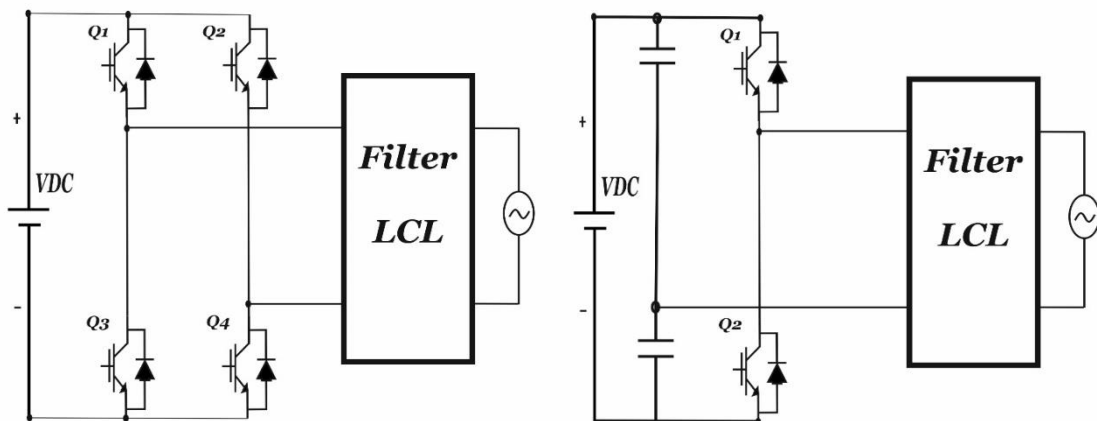 Q1
Q2
+
VDC
-
Q3
Q4
Filter
LCL
Q1
+
VDC
-
Q2
Filter
LCL